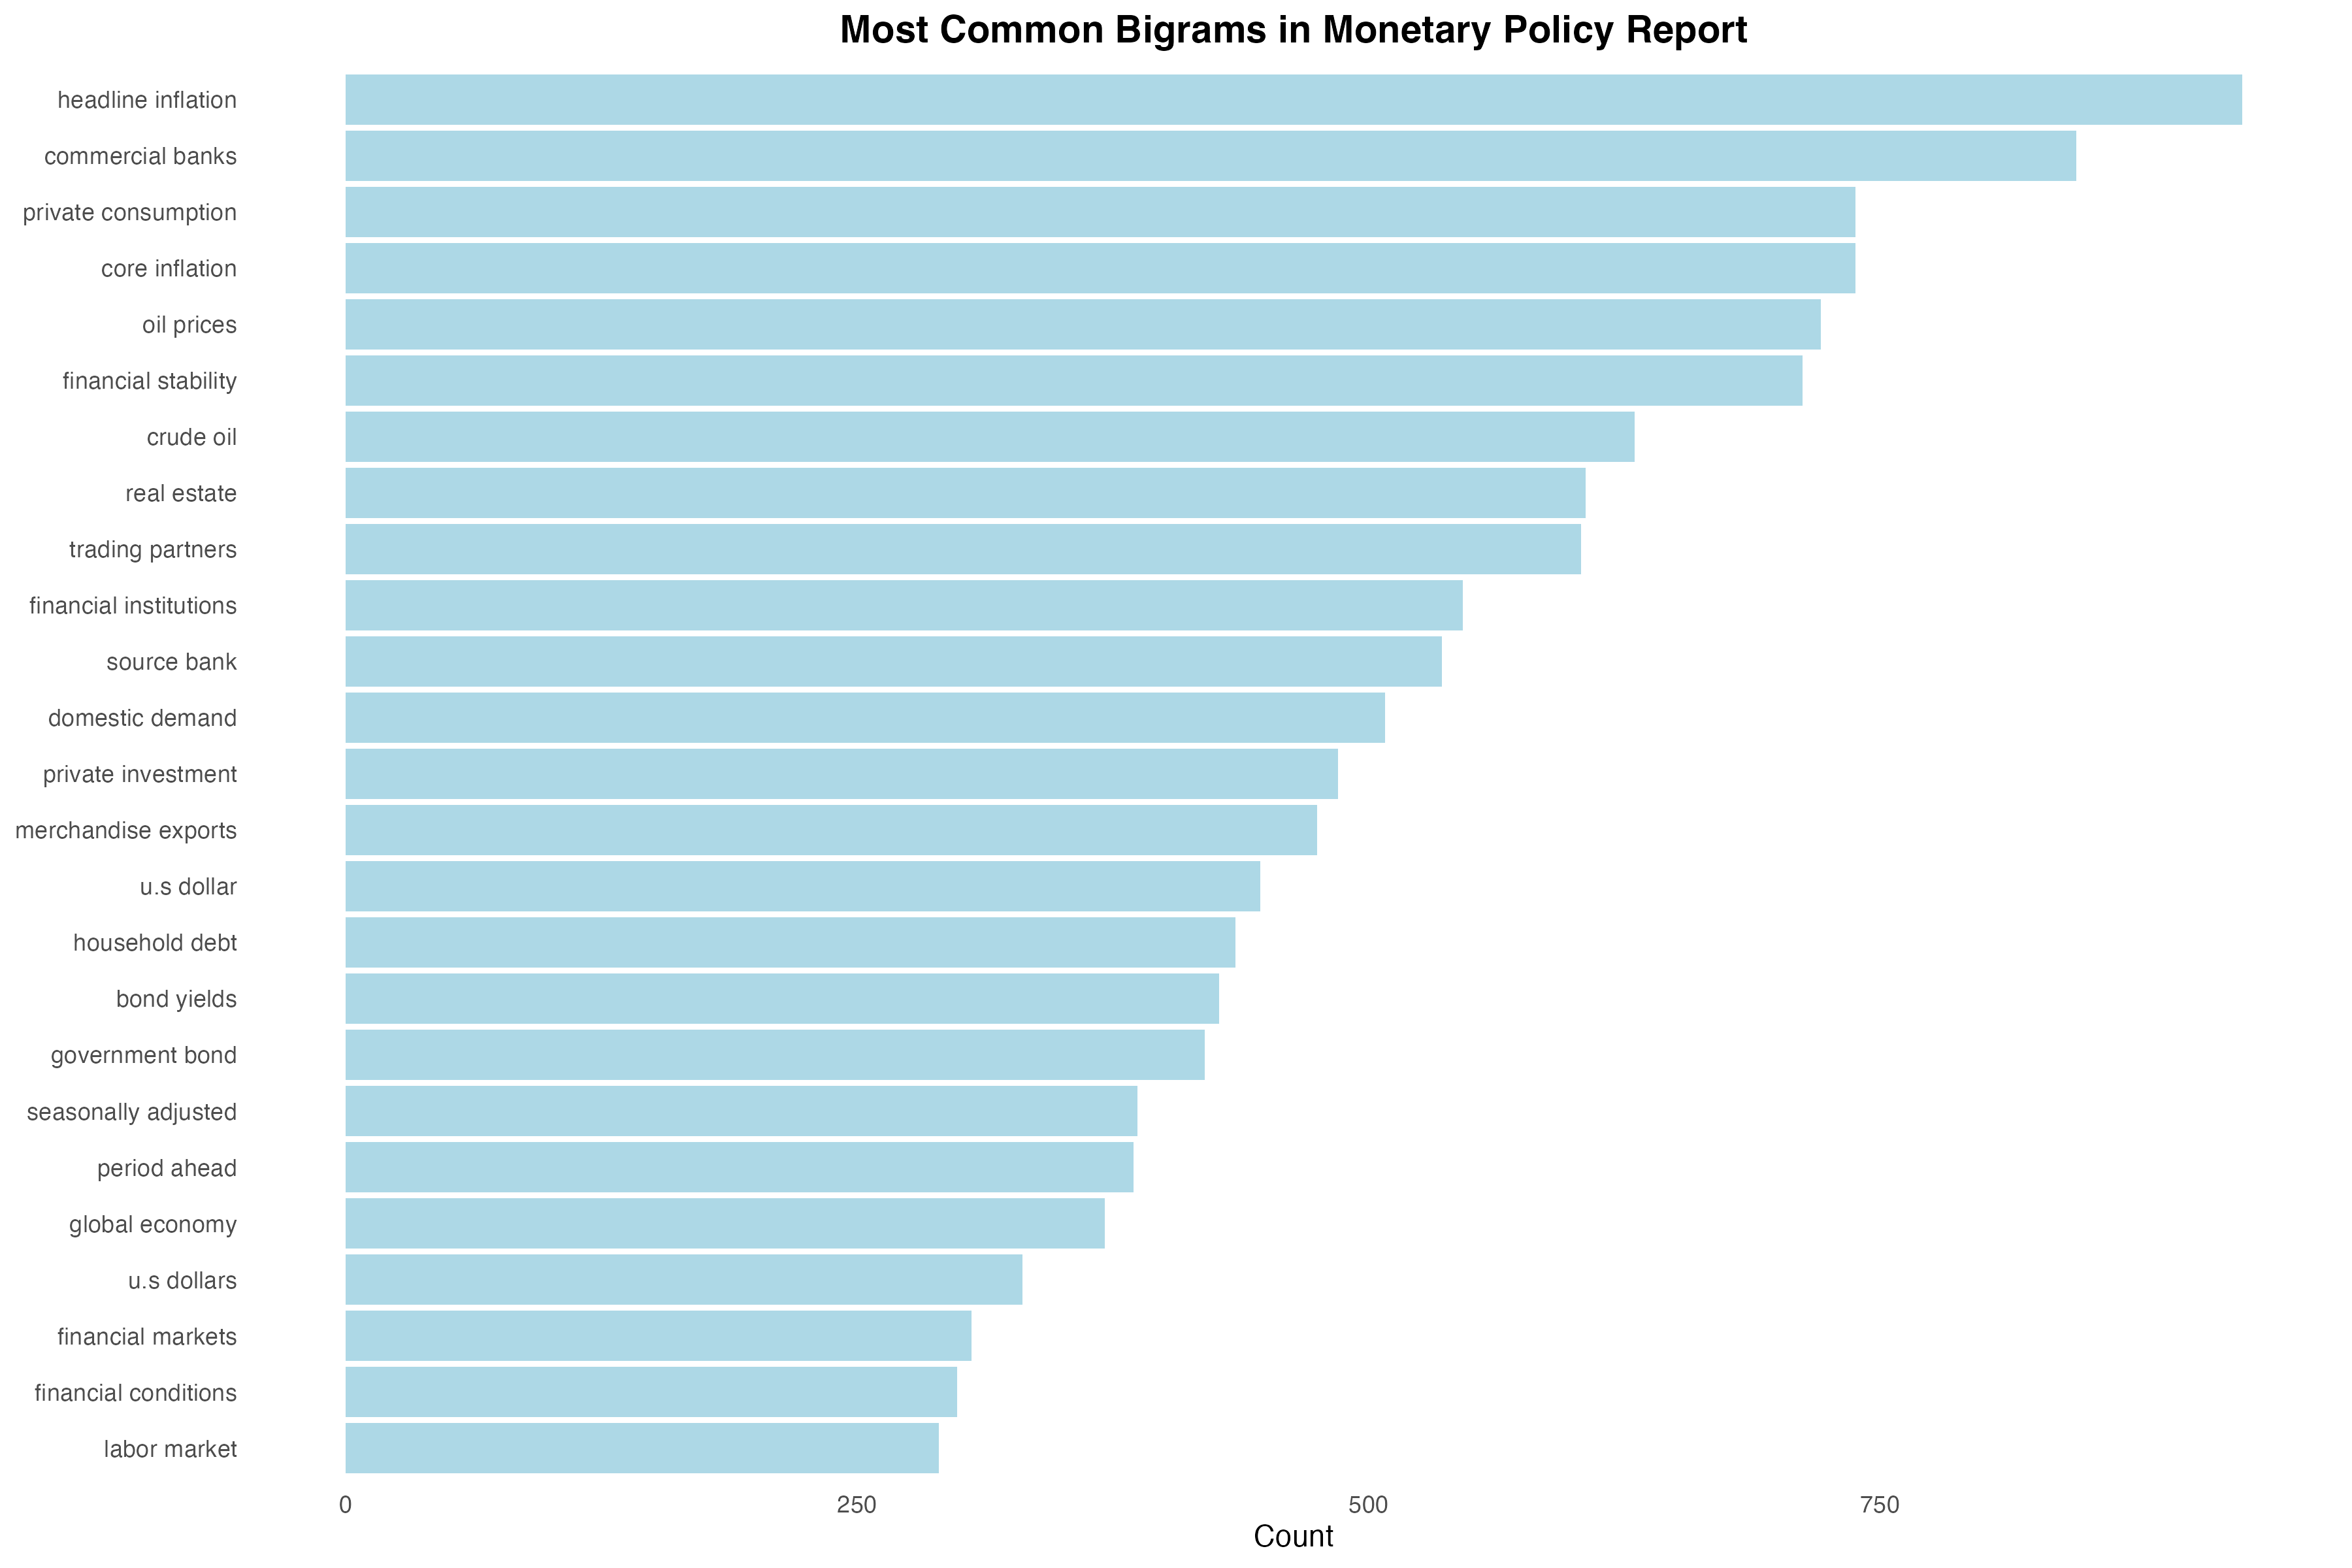 Most Common Bigrams in Monetary Policy Report
headline inflation
commercial banks
private consumption
core inflation
oil prices
financial stability
crude oil
real estate
trading partners
financial institutions
source bank
domestic demand
private investment
merchandise exports
u.s dollar
household debt
bond yields
government bond
seasonally adjusted
period ahead
global economy
u.s dollars
financial markets
financial conditions
labor market
0 250 500 750
Count